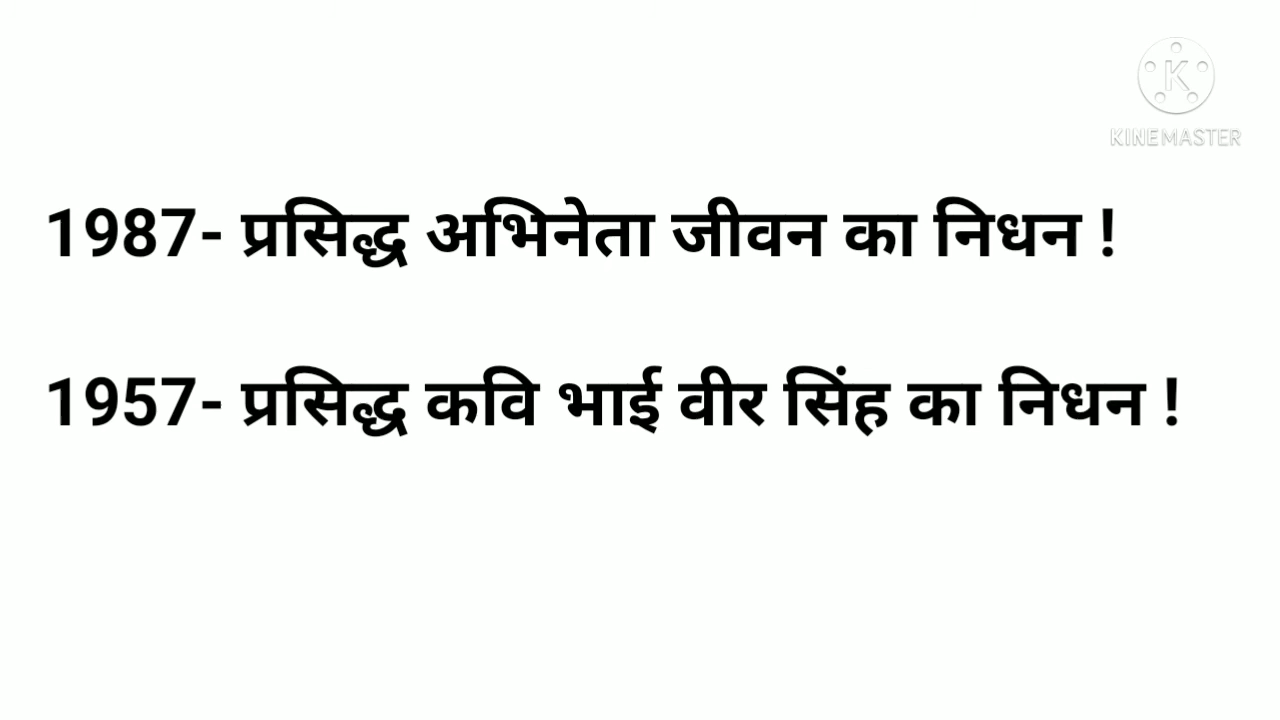 K
KINEMASTER
1987- प्रसिद्ध अभिनेता जीवन का निधन !
1957- प्रसिद्ध कवि भाई वीर सिंह का निधन !